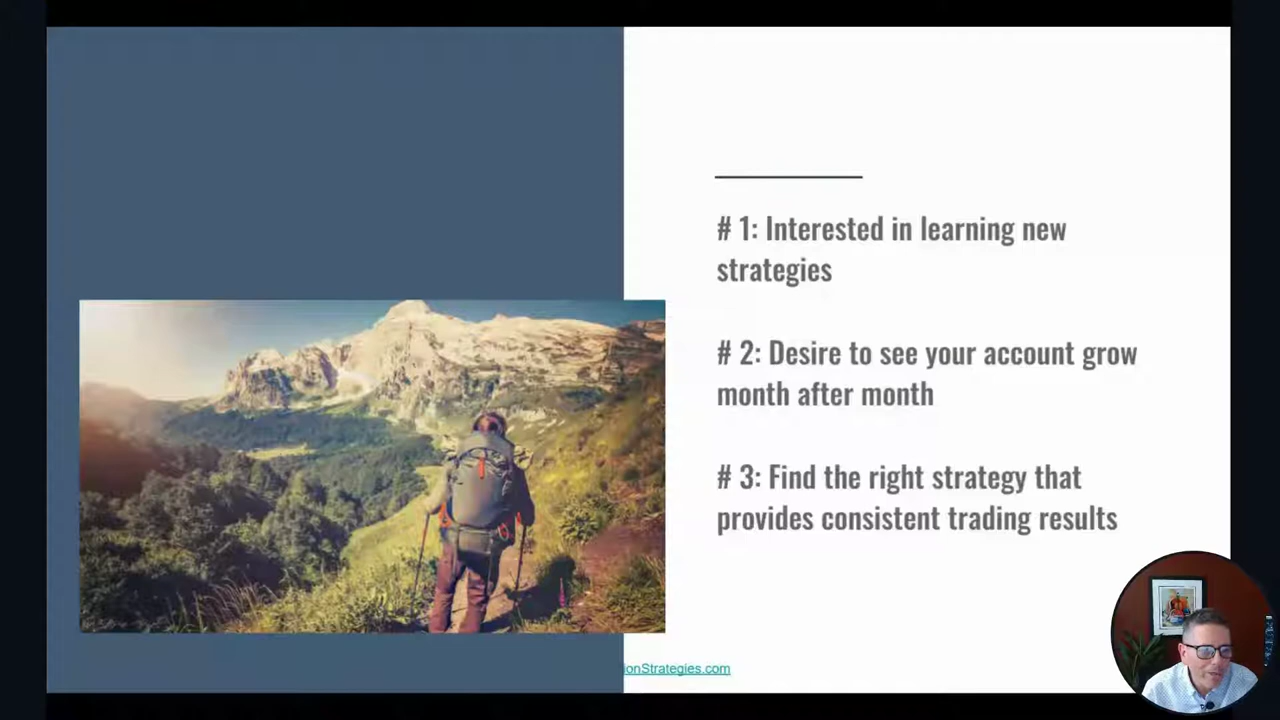 # 1: Interested in learning new
strategies
# 2: Desire to see your account grow
month after month
# 3: Find the right strategy that
provides consistent trading results
ionStrategies.com